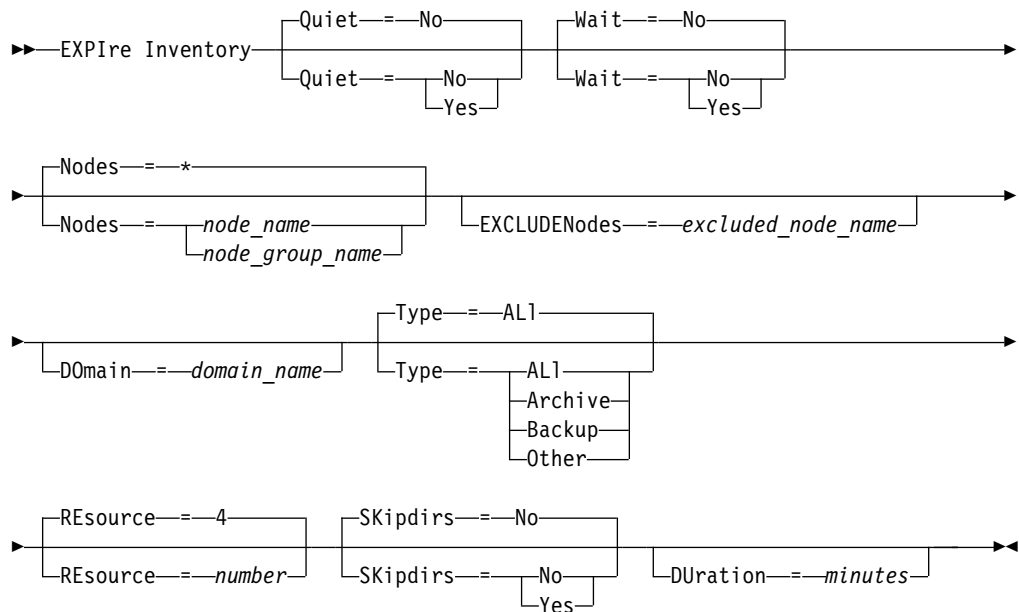 Quiet = No Wait = No
EXPIre Inventory
Quiet = No Wait = No
Yes Yes
Nodes = *
Nodes = node_name EXCLUDENodes = excluded_node_name
node_group_name
Type = ALl
DOmain = domain_name Type = ALl
Archive
Backup
Other
REsource = 4 SKipdirs = No
REsource = number SKipdirs = No DUration = minutes
Yes